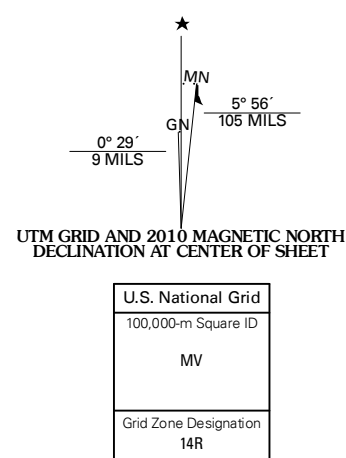 ★
MN
GN
0° 29´
9 MILS
5° 56´
105 MILS
UTM GRID AND 2010 MAGNETIC NORTH
DECLINATION AT CENTER OF SHEET
U.S. National Grid
100,000-m Square ID
MV
Grid Zone Designation
14R